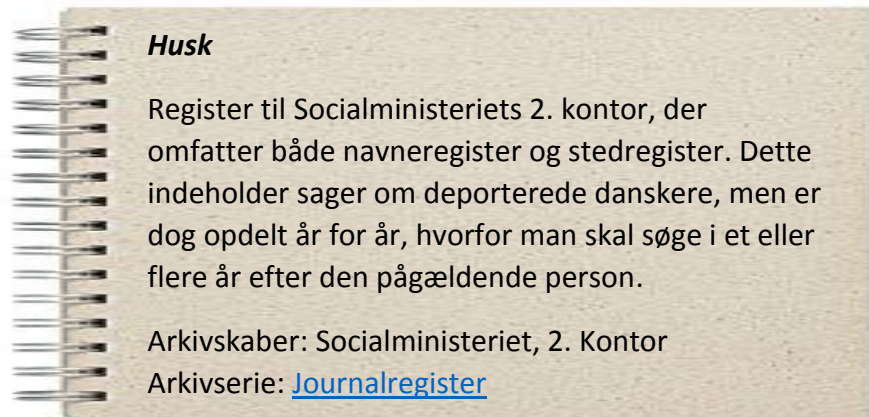 Husk
Register til Socialministeriets 2. kontor, der
omfatter både navneregister og stedregister. Dette
indeholder sager om deporterede danskere, men er
dog opdelt år for år, hvorfor man skal søge i et eller
flere år efter den pågældende person.
Arkivskaber: Socialministeriet, 2. Kontor
Arkivserie: Journalregister